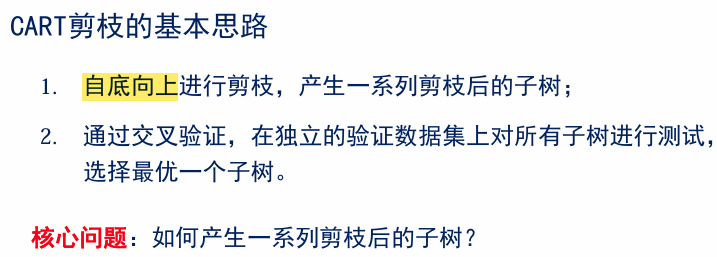 CART剪枝的基本思路
1. 自底向上进行剪枝，产生一系列剪枝后的子树；
2. 通过交叉验证，在独立的验证数据集上对所有子树进行测试，
选择最优一个子树。
核心问题：如何产生一系列剪枝后的子树？